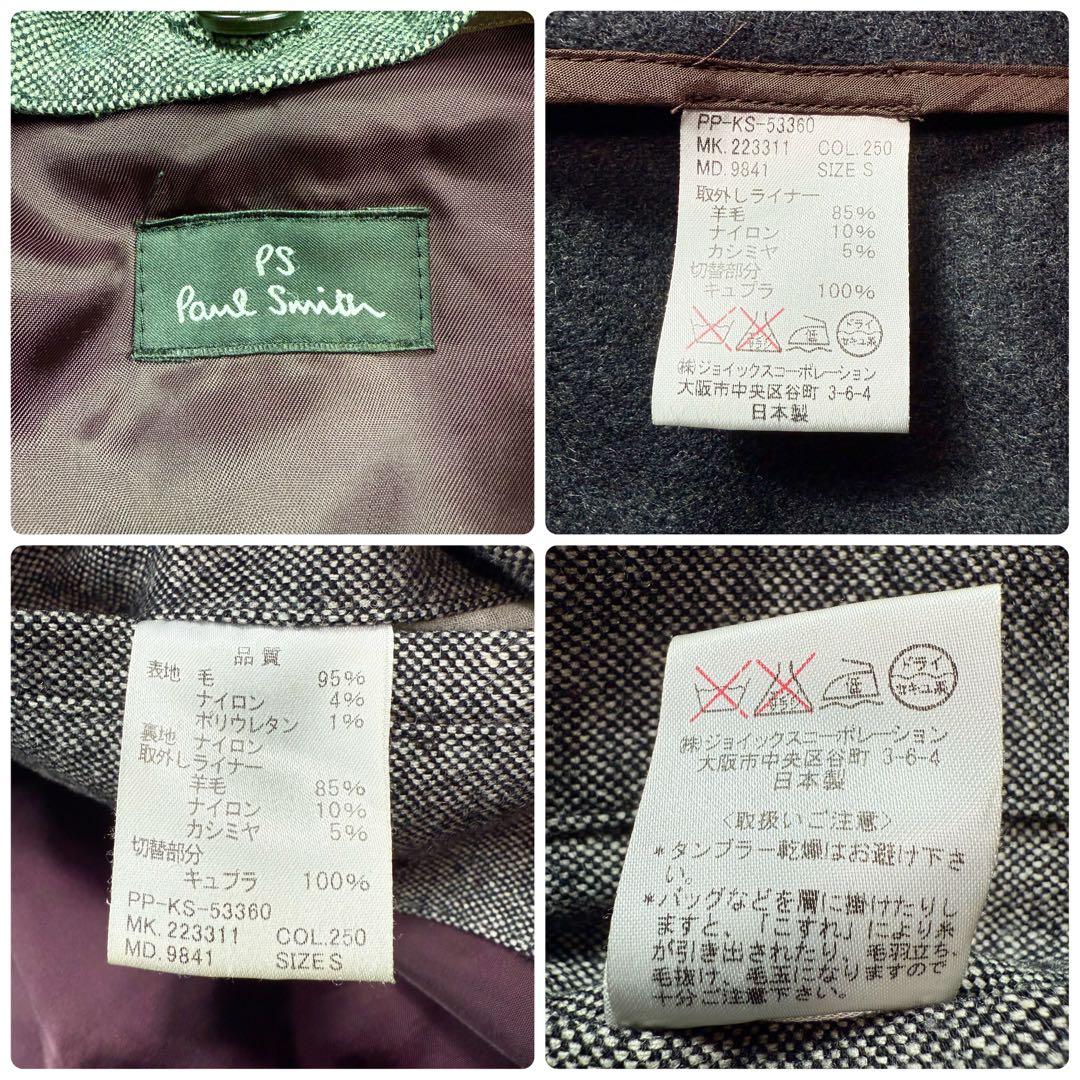 PS
Paul Smith
PP-KS-53360
MK.223311 COL.250
MD.9841 SIZE S
取外しライナー
羊毛 85%
ナイロン 10%
カシミヤ 5%
切替部分
キュプラ 100%
低 ドライ
セキユ系
㈱ジョイックスコーポレーション
大阪市中央区谷町 3-6-4
日本製
品質
表地 毛 95%
ナイロン 4%
ポリウレタン 1%
裏地 ナイロン
取外しライナー
羊毛 85%
ナイロン 10%
カシミヤ 5%
切替部分
キュプラ 100%
PP-KS-53360
MK.223311 COL.250
MD.9841 SIZE S
低 ドライ
セキユ系
㈱ジョイックスコーポレーション
大阪市中央区谷町 3-6-4
日本製
〈取扱いご注意〉
*タンブラー乾燥はお避け下さ
い。
*バッグなどを肩に掛けたりし
ますと、「こすれ」により糸
が引き出されたり、毛羽立ち、
毛抜け、毛玉になりますので
十分ご注意下さい。